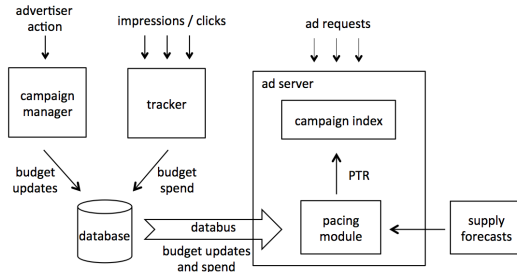 advertiser
action
impressions / clicks
ad requests
ad server
campaign
manager
tracker
campaign index
budget
updates
budget
spend
PTR
database
databus
budget updates
and spend
pacing
module
supply
forecasts